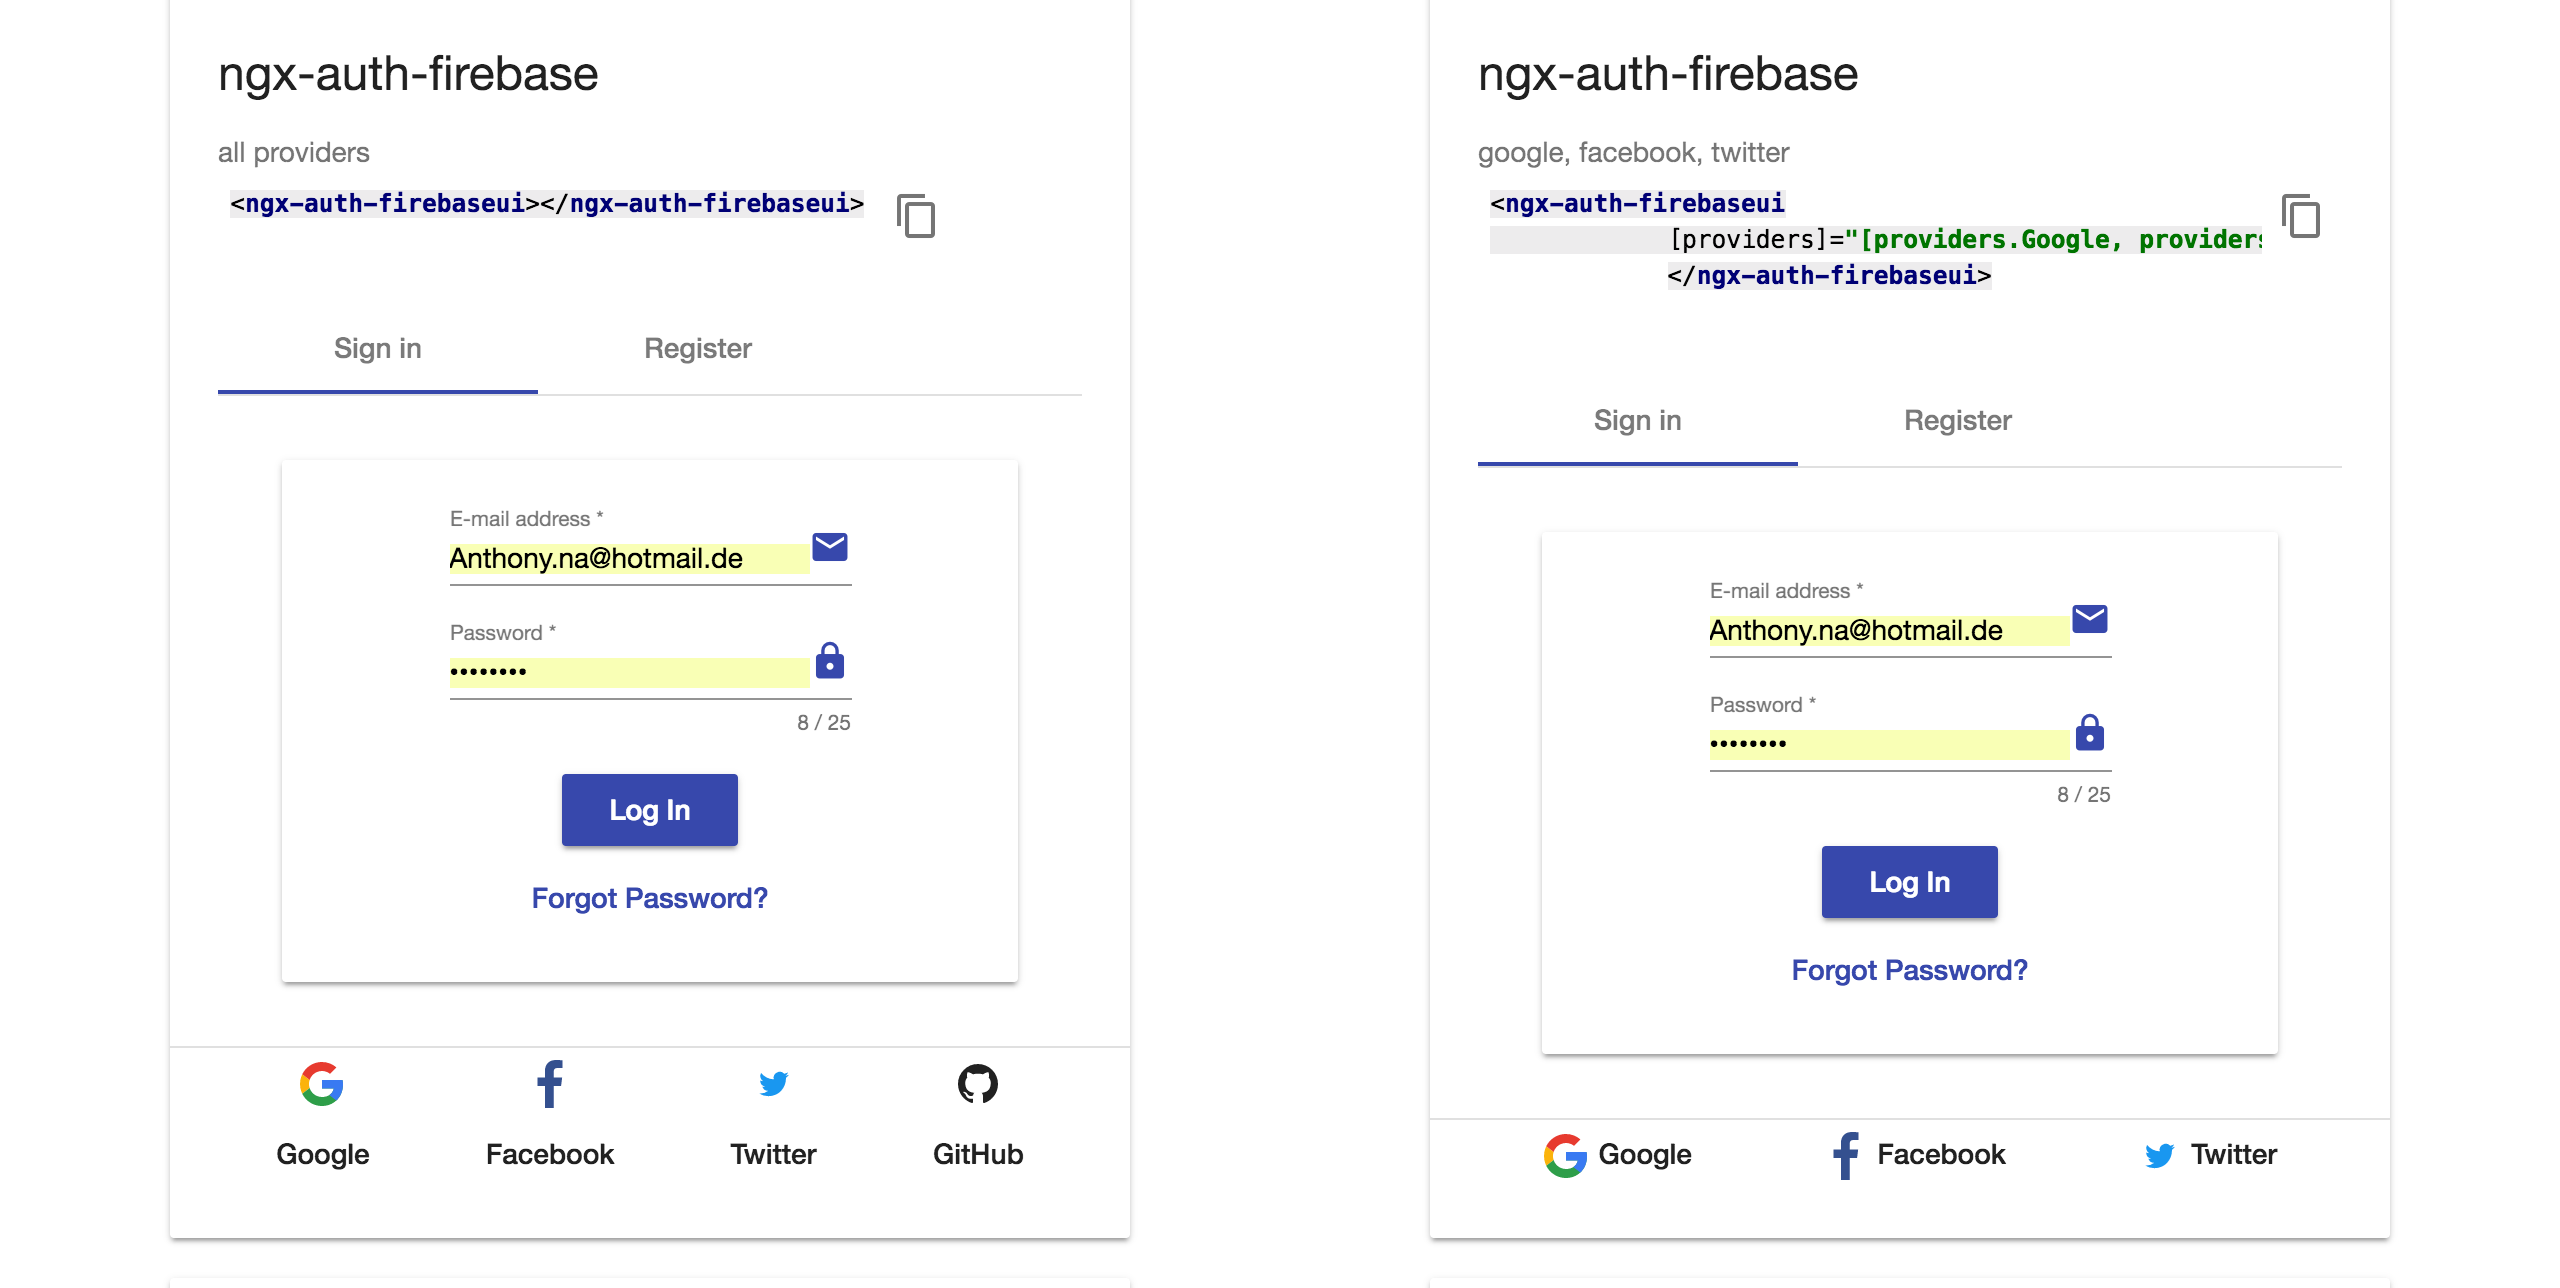 ngx-auth-firebase
all providers
<ngx-auth-firebaseui></ngx-auth-firebaseui>
Sign in Register
E-mail address *
Anthony.na@hotmail.de
Password *
••••••••
8 / 25
Log In
Forgot Password?
Google Facebook Twitter GitHub
ngx-auth-firebase
google, facebook, twitter
<ngx-auth-firebaseui
[providers]="[providers.Google, providers
</ngx-auth-firebaseui>
Sign in Register
E-mail address *
Anthony.na@hotmail.de
Password *
••••••••
8 / 25
Log In
Forgot Password?
Google Facebook Twitter